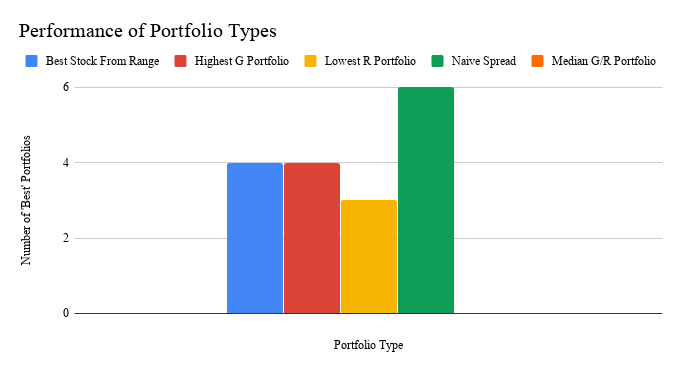 Performance of Portfolio Types
Best Stock From Range Highest G Portfolio Lowest R Portfolio Naive Spread Median G/R Portfolio
6
4
2
0
Number of 'Best' Portfolios
Portfolio Type